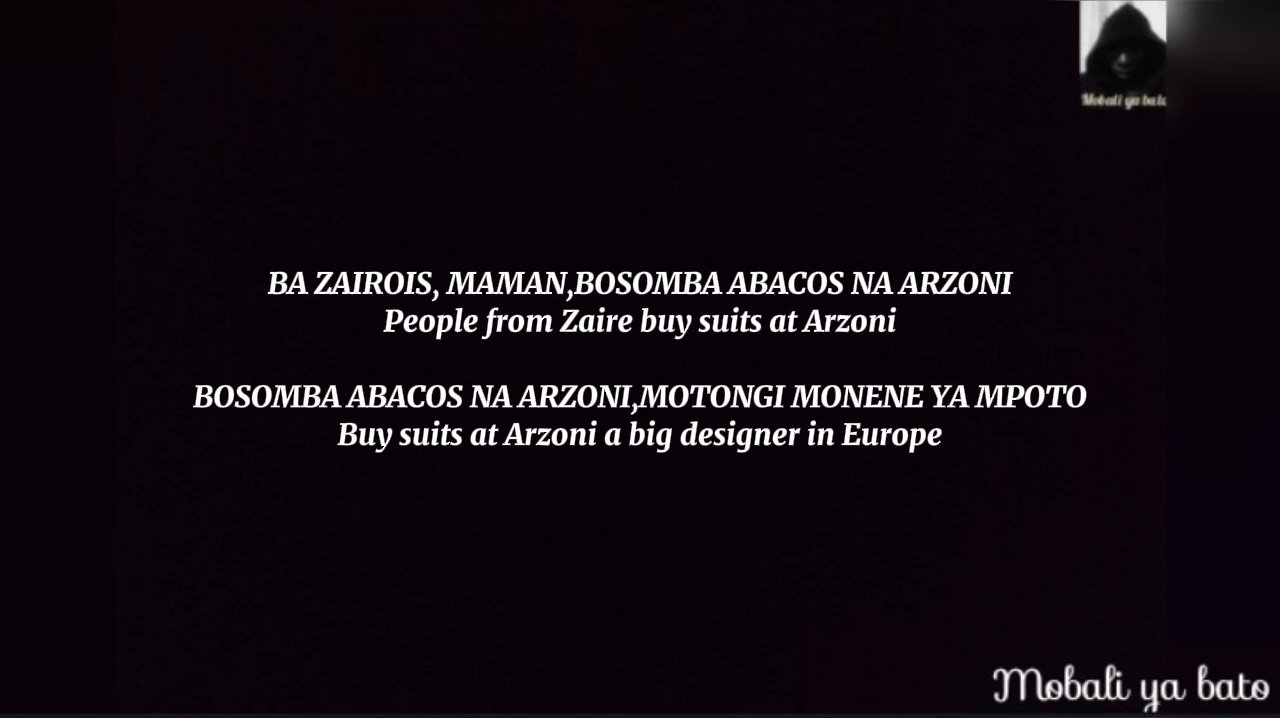 Mobali ya bato
BA ZAIROIS, MAMAN,BOSOMBA ABACOS NA ARZONI
People from Zaire buy suits at Arzoni
BOSOMBA ABACOS NA ARZONI,MOTONGI MONENE YA MPOTO
Buy suits at Arzoni a big designer in Europe
Mobali ya bato